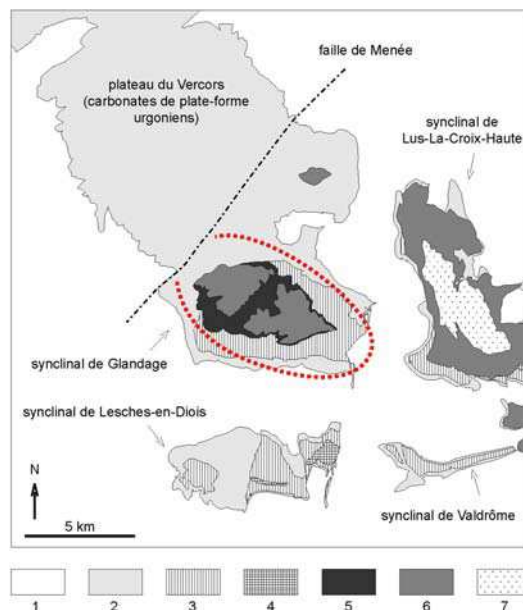 faille de Menée
plateau du Vercors
(carbonates de plate-forme
urgoniens)
synclinal de
Lus-La-Croix-Haute
synclinal de Glandage
synclinal de Lesches-en-Diois
N
5 km
synclinal de Valdrôme
1 2 3 4 5 6 7